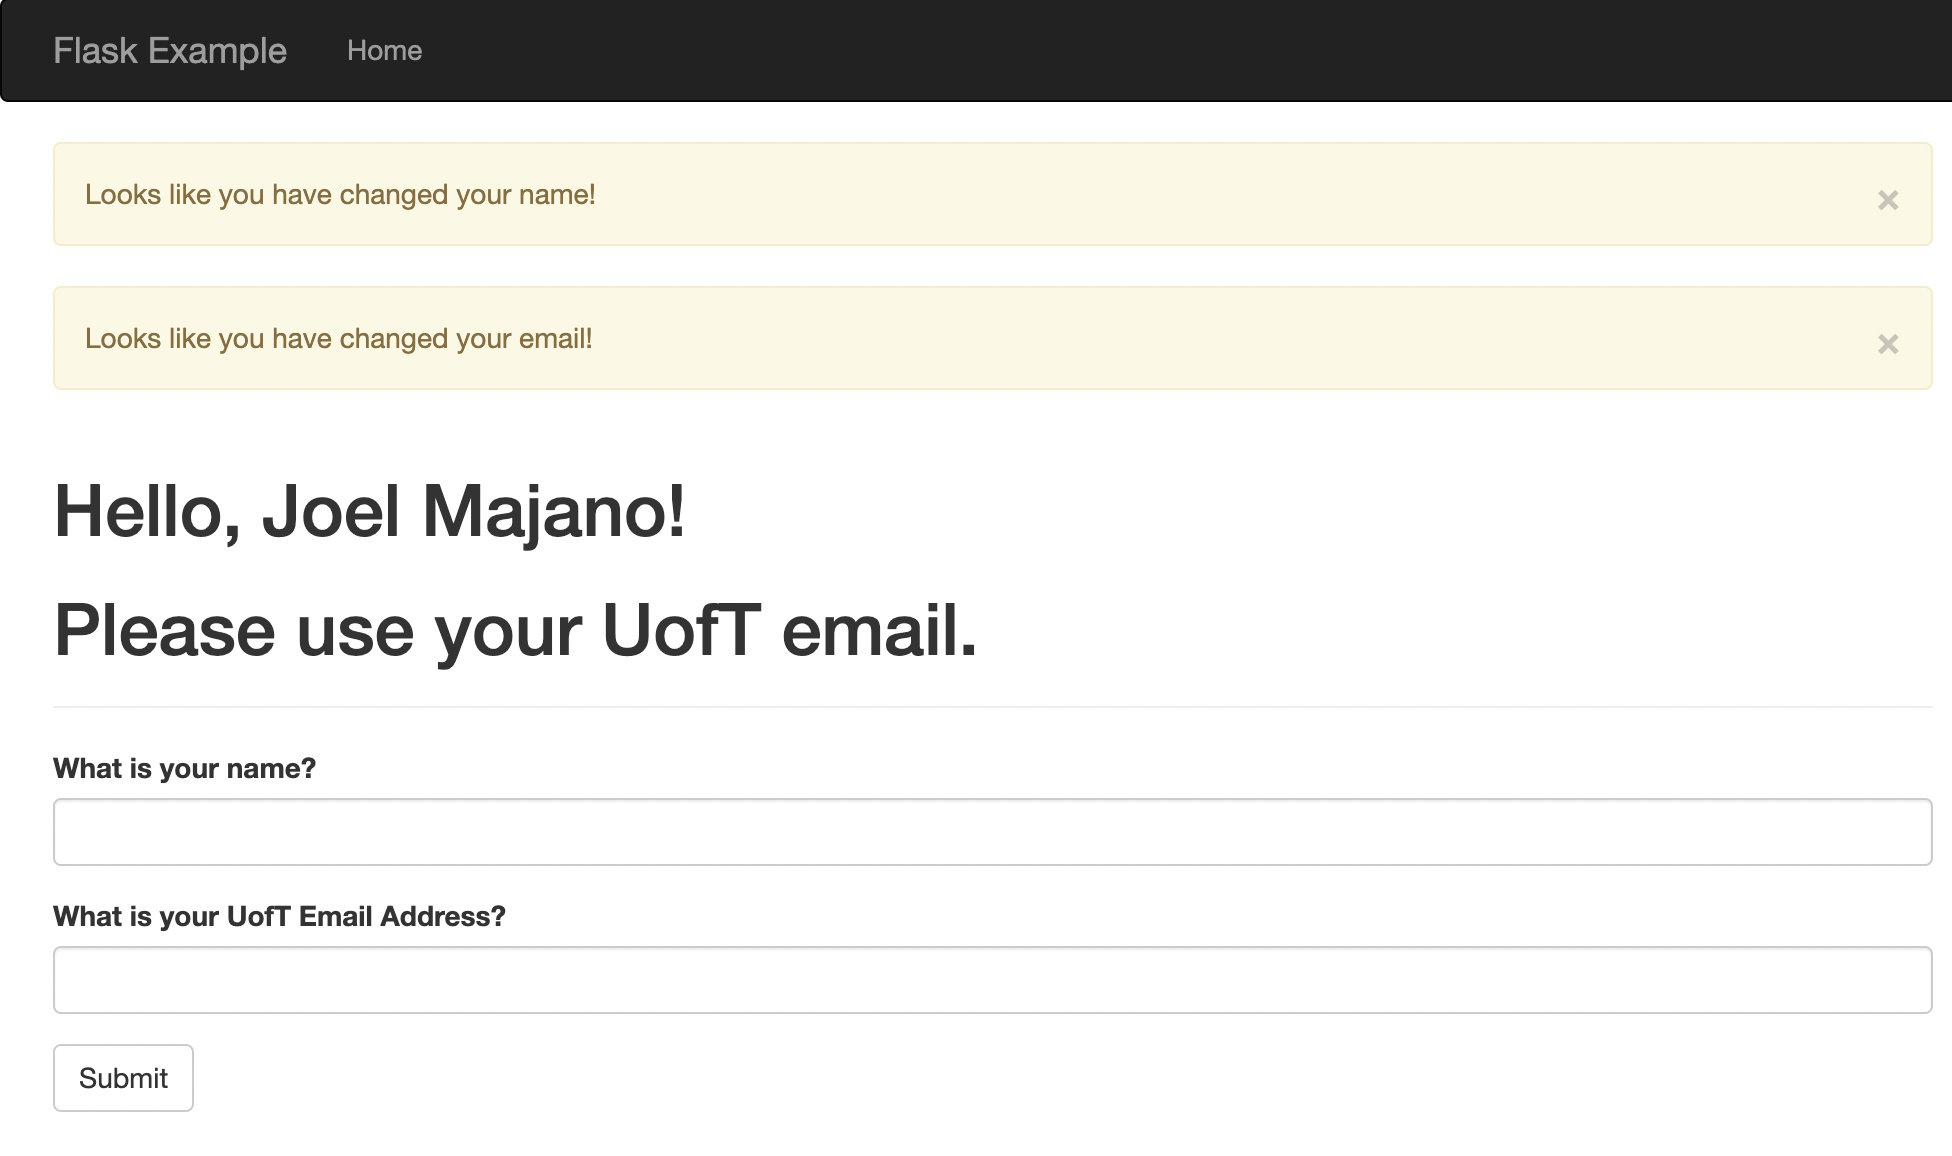 Flask Example Home
Looks like you have changed your name! ×
Looks like you have changed your email! ×
Hello, Joel Majano!
Please use your UofT email.
What is your name?
What is your UofT Email Address?
Submit